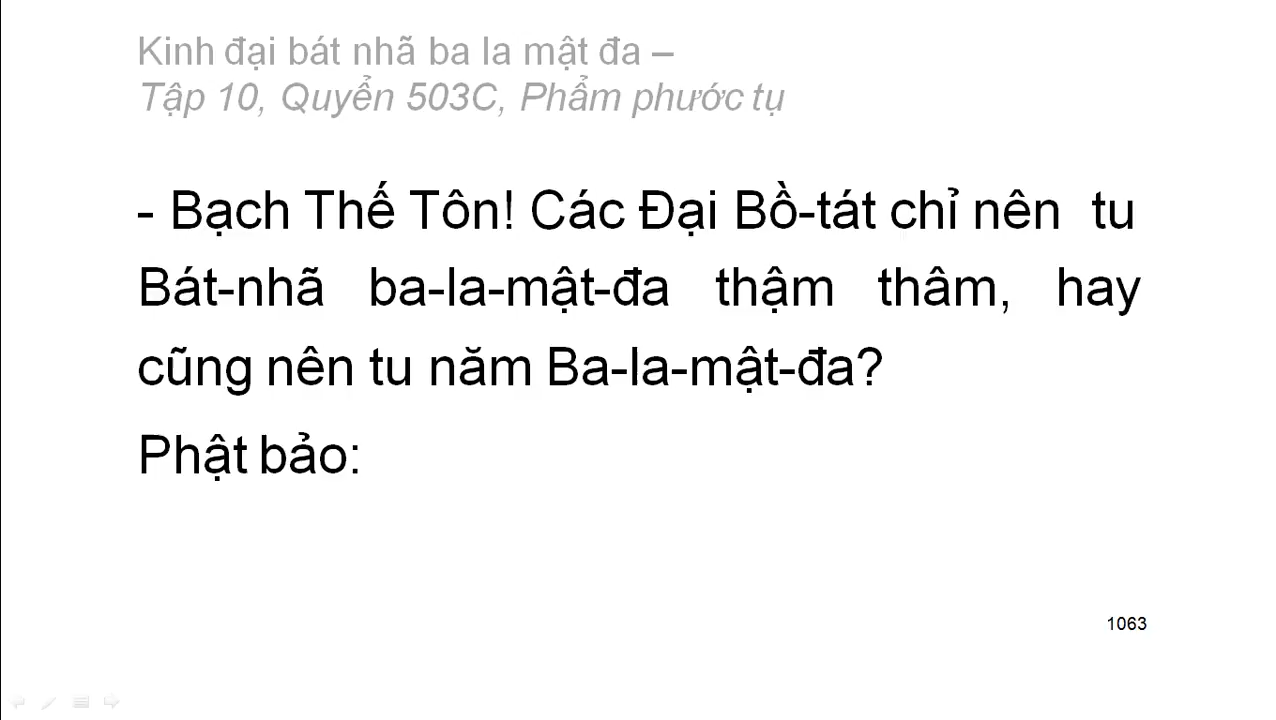 Kinh đại bát nhã ba la mật đa –
Tập 10, Quyển 503C, Phẩm phước tụ
- Bạch Thế Tôn! Các Đại Bồ-tát chỉ nên tu
Bát-nhã ba-la-mật-đa thậm thâm, hay
cũng nên tu năm Ba-la-mật-đa?
Phật bảo:
1063